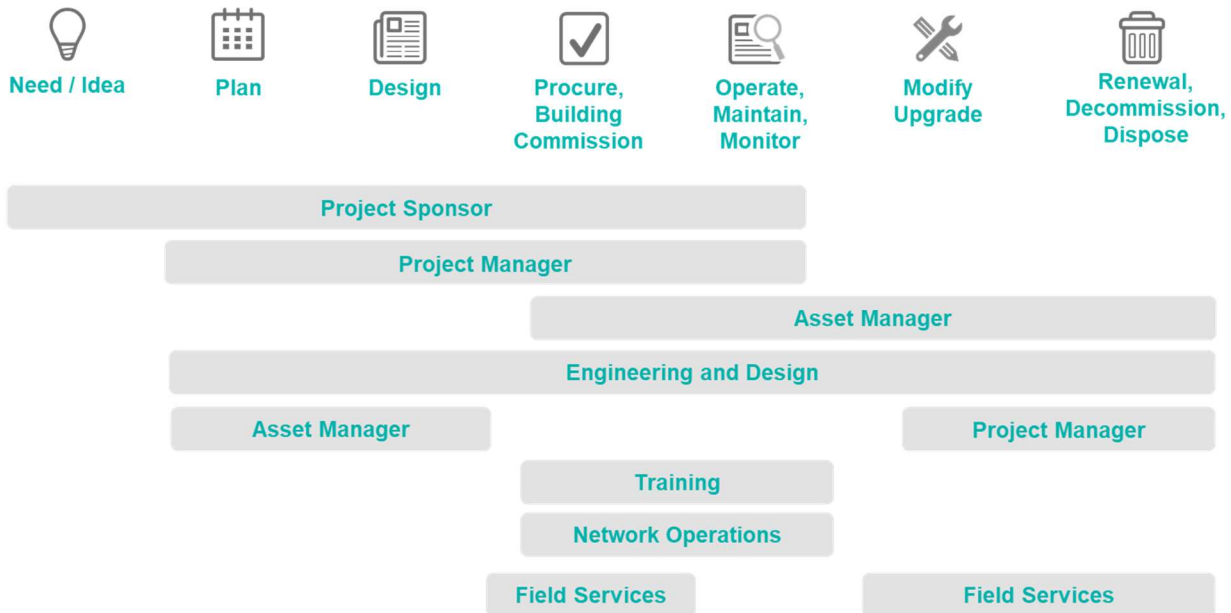 Need / Idea
Plan
Design
Procure,
Building
Commission
Operate,
Maintain,
Monitor
Modify
Upgrade
Renewal,
Decommission,
Dispose
Project Sponsor
Project Manager
Asset Manager
Engineering and Design
Asset Manager
Project Manager
Training
Network Operations
Field Services
Field Services